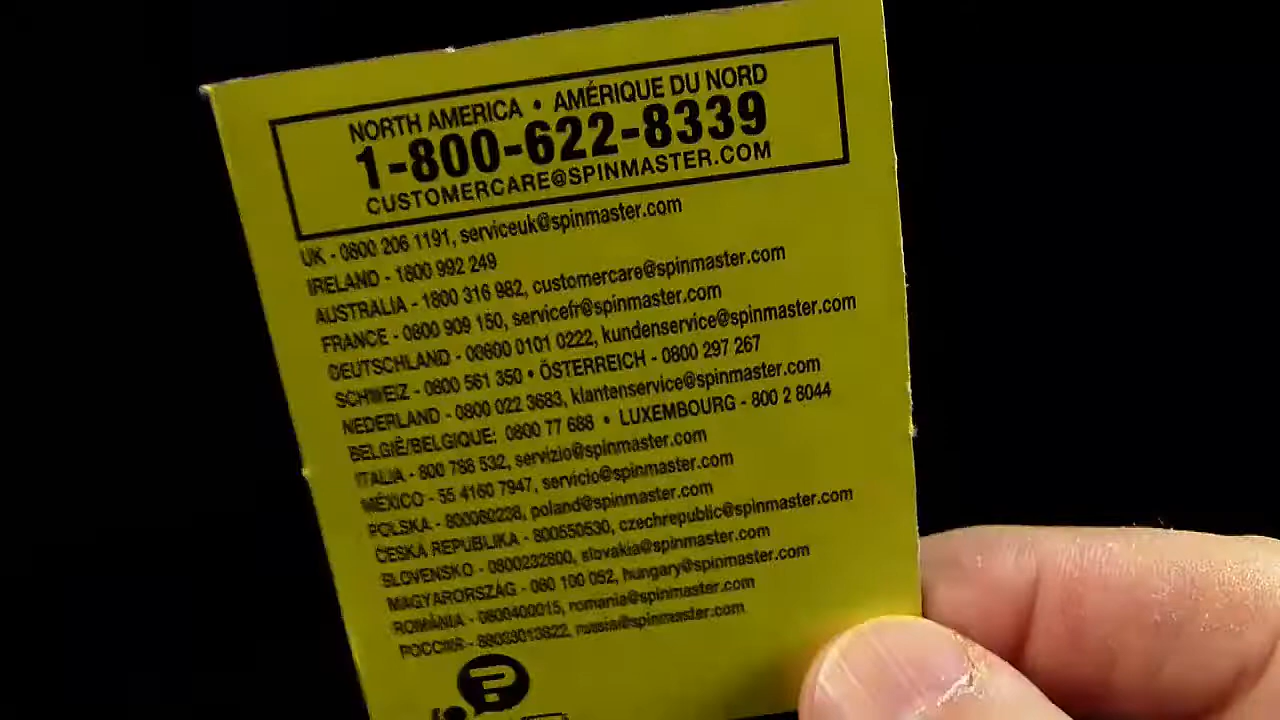 NORTH AMERICA • AMÉRIQUE DU NORD
1-800-622-8339
CUSTOMERCARE@SPINMASTER.COM
UK - 0800 206 1191, serviceuk@spinmaster.com
IRELAND - 1800 992 249
AUSTRALIA - 1800 316 982, customercare@spinmaster.com
FRANCE - 0800 909 150, servicefr@spinmaster.com
DEUTSCHLAND - 00800 0101 0222, kundenservice@spinmaster.com
SCHWEIZ - 0800 561 350 • ÖSTERREICH - 0800 297 267
NEDERLAND - 0800 022 3683, klantenservice@spinmaster.com
BELGIË/BELGIQUE: 0800 77 688 • LUXEMBOURG - 800 2 8044
ITALIA - 800 788 532, servizio@spinmaster.com
MÉXICO - 55 4160 7947, servicio@spinmaster.com
POLSKA - poland@spinmaster.com
ČESKÁ REPUBLIKA - 800550530, czechrepublic@spinmaster.com
SLOVENSKO - 0800232800, slovakia@spinmaster.com
MAGYARORSZÁG - hungary@spinmaster.com
ROMÂNIA - 0800400015, romania@spinmaster.com
РОССИЯ - russia@spinmaster.com